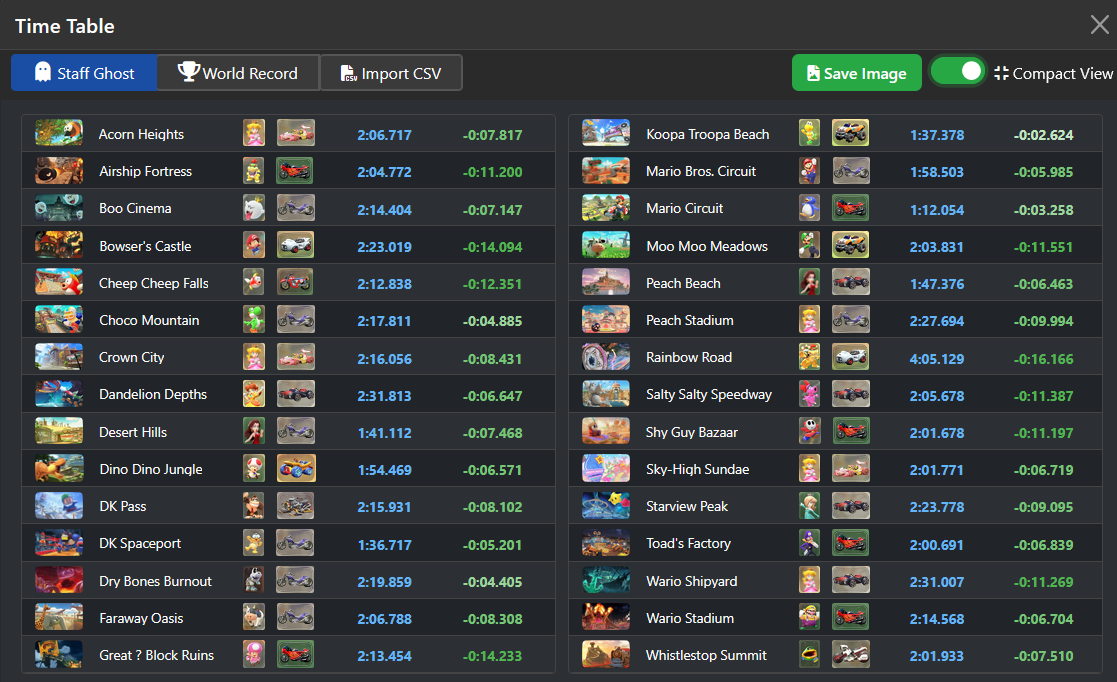 Time Table
Staff Ghost World Record Import CSV Save Image Compact View
Acorn Heights 2:06.717 -0:07.817
Airship Fortress 2:04.772 -0:11.200
Boo Cinema 2:14.404 -0:07.147
Bowser's Castle 2:23.019 -0:14.094
Cheep Cheep Falls 2:12.838 -0:12.351
Choco Mountain 2:17.811 -0:04.885
Crown City 2:16.056 -0:08.431
Dandelion Depths 2:31.813 -0:06.647
Desert Hills 1:41.112 -0:07.468
Dino Dino Jungle 1:54.469 -0:06.571
DK Pass 2:15.931 -0:08.102
DK Spaceport 1:36.717 -0:05.201
Dry Bones Burnout 2:19.859 -0:04.405
Faraway Oasis 2:06.788 -0:08.308
Great ? Block Ruins 2:13.454 -0:14.233
Koopa Troopa Beach 1:37.378 -0:02.624
Mario Bros. Circuit 1:58.503 -0:05.985
Mario Circuit 1:12.054 -0:03.258
Moo Moo Meadows 2:03.831 -0:11.551
Peach Beach 1:47.376 -0:06.463
Peach Stadium 2:27.694 -0:09.994
Rainbow Road 4:05.129 -0:16.166
Salty Salty Speedway 2:05.678 -0:11.387
Shy Guy Bazaar 2:01.678 -0:11.197
Sky-High Sundae 2:01.771 -0:06.719
Starview Peak 2:23.778 -0:09.095
Toad's Factory 2:00.691 -0:06.839
Wario Shipyard 2:31.007 -0:11.269
Wario Stadium 2:14.568 -0:06.704
Whistlestop Summit 2:01.933 -0:07.510